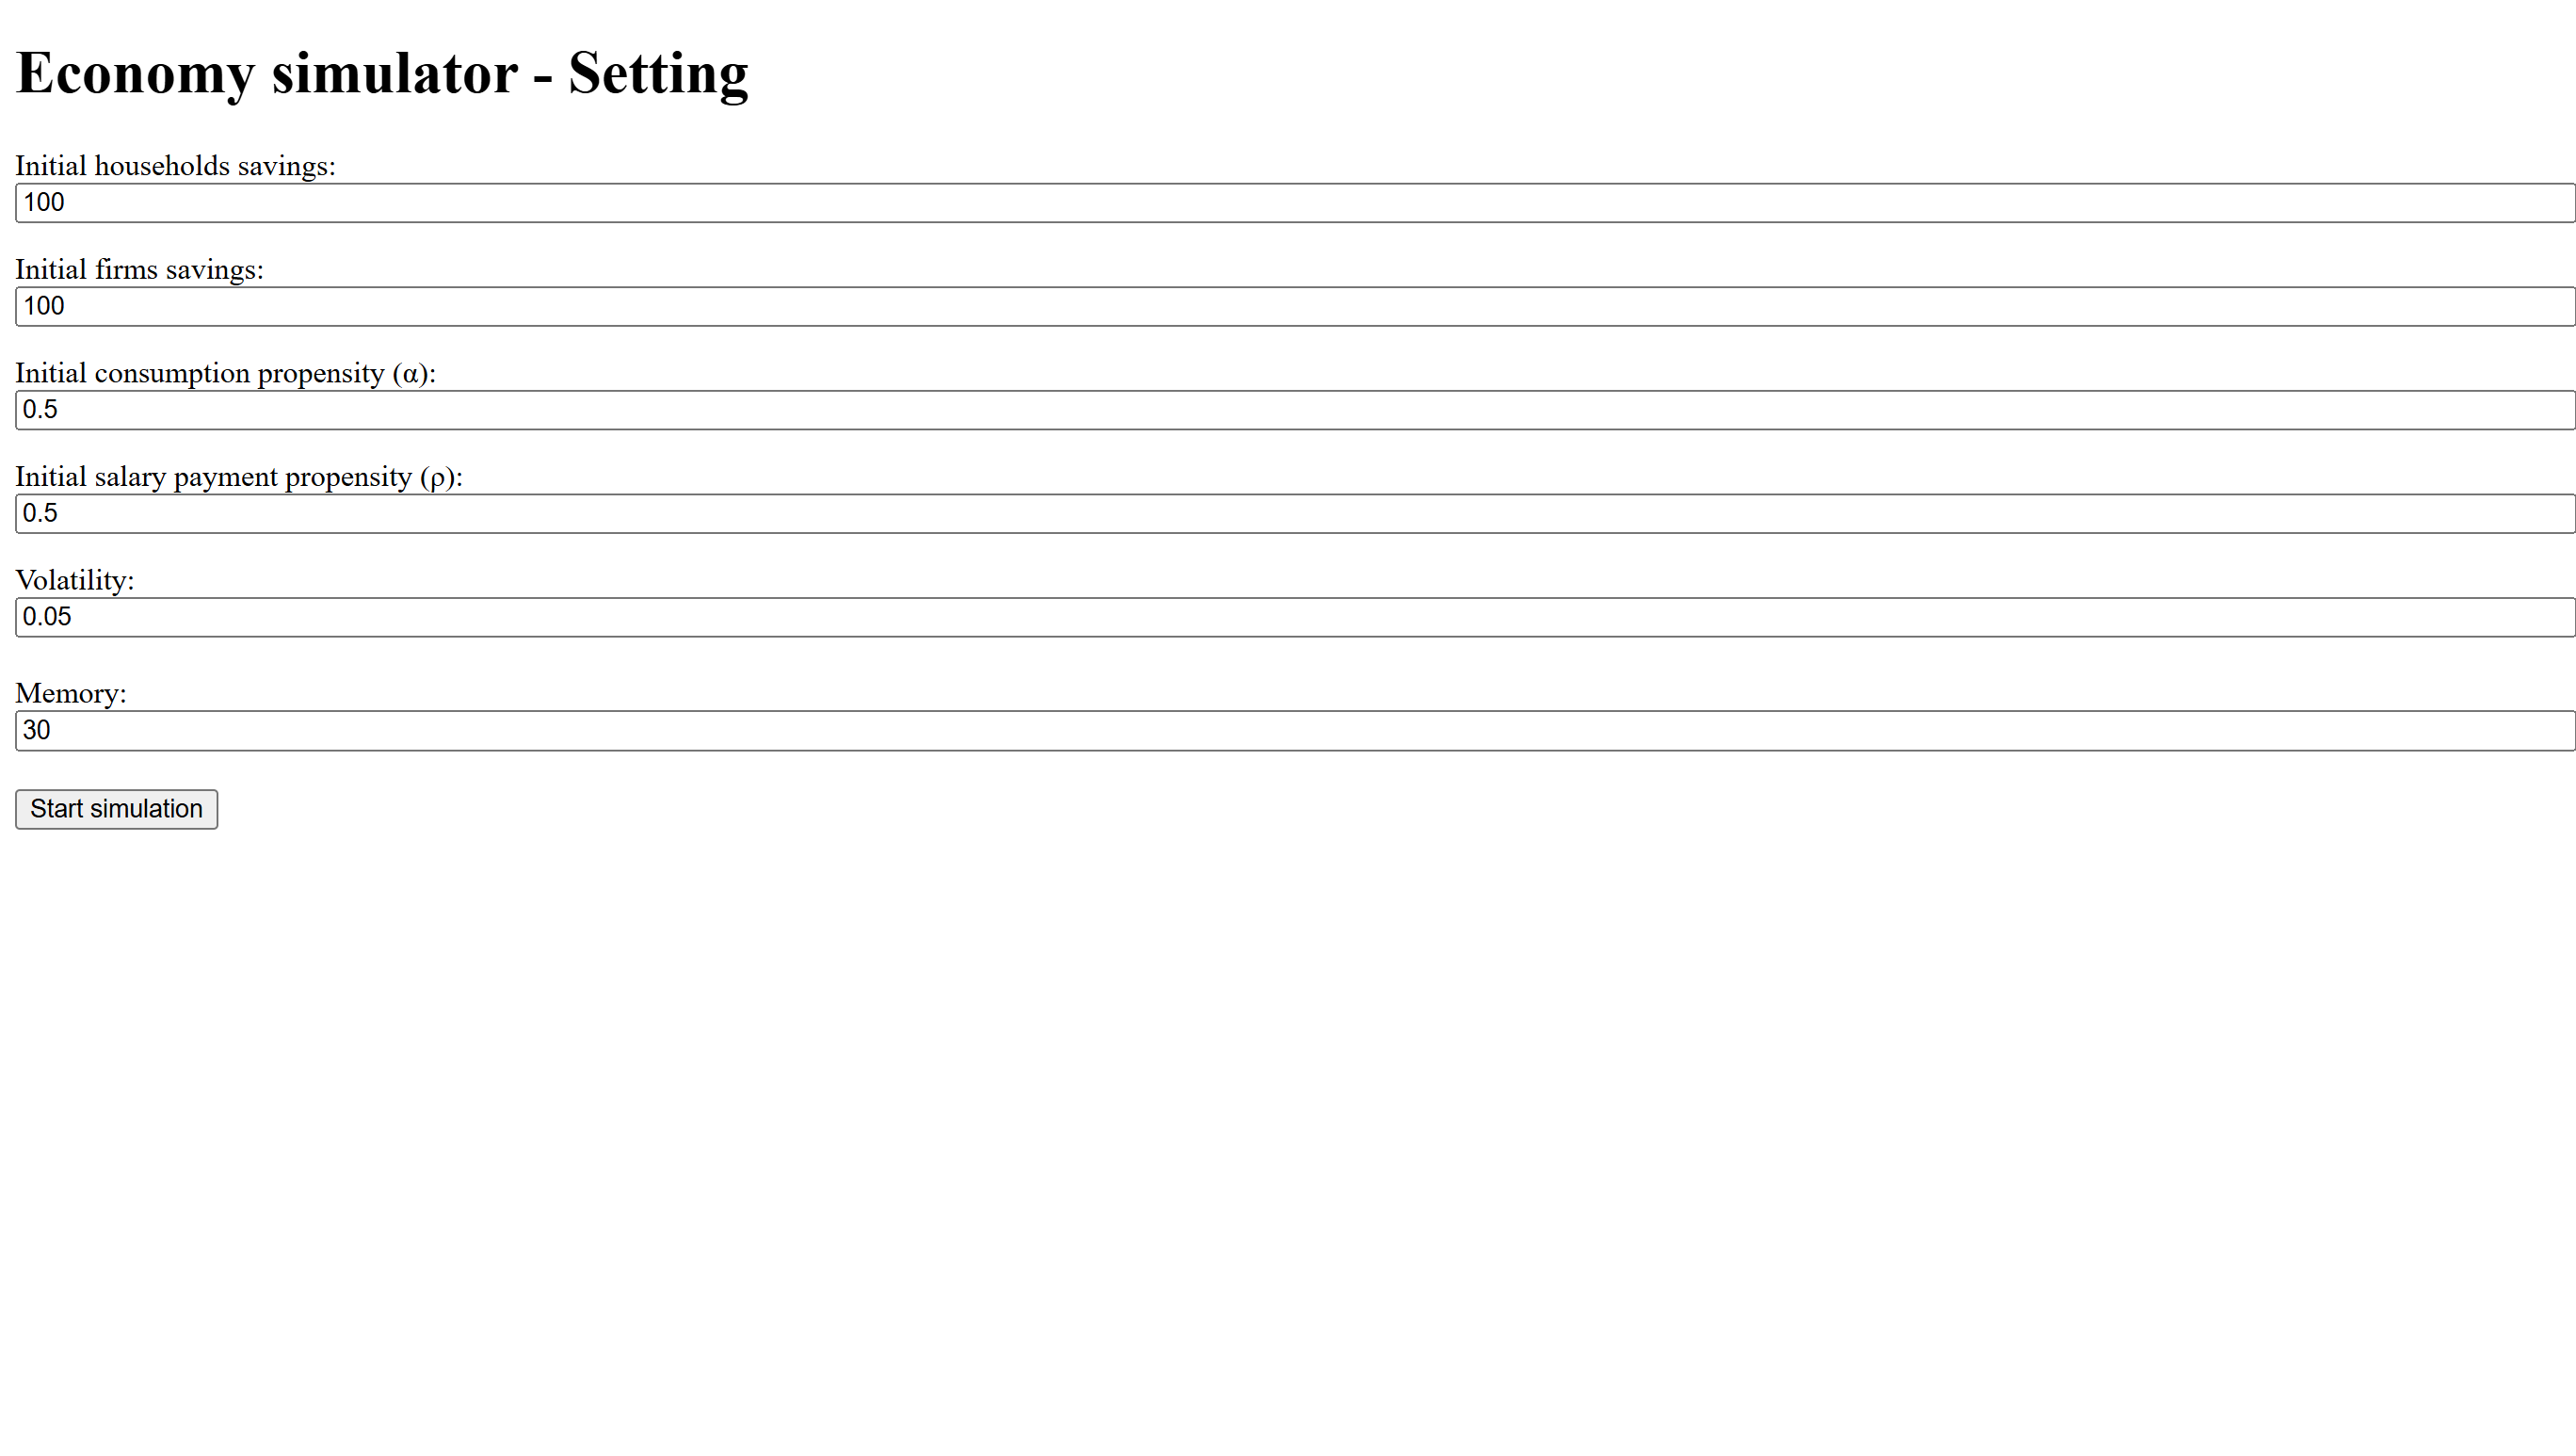 Economy simulator - Setting
Initial households savings:
100
Initial firms savings:
100
Initial consumption propensity (α):
0.5
Initial salary payment propensity (ρ):
0.5
Volatility:
0.05
Memory:
30
Start simulation